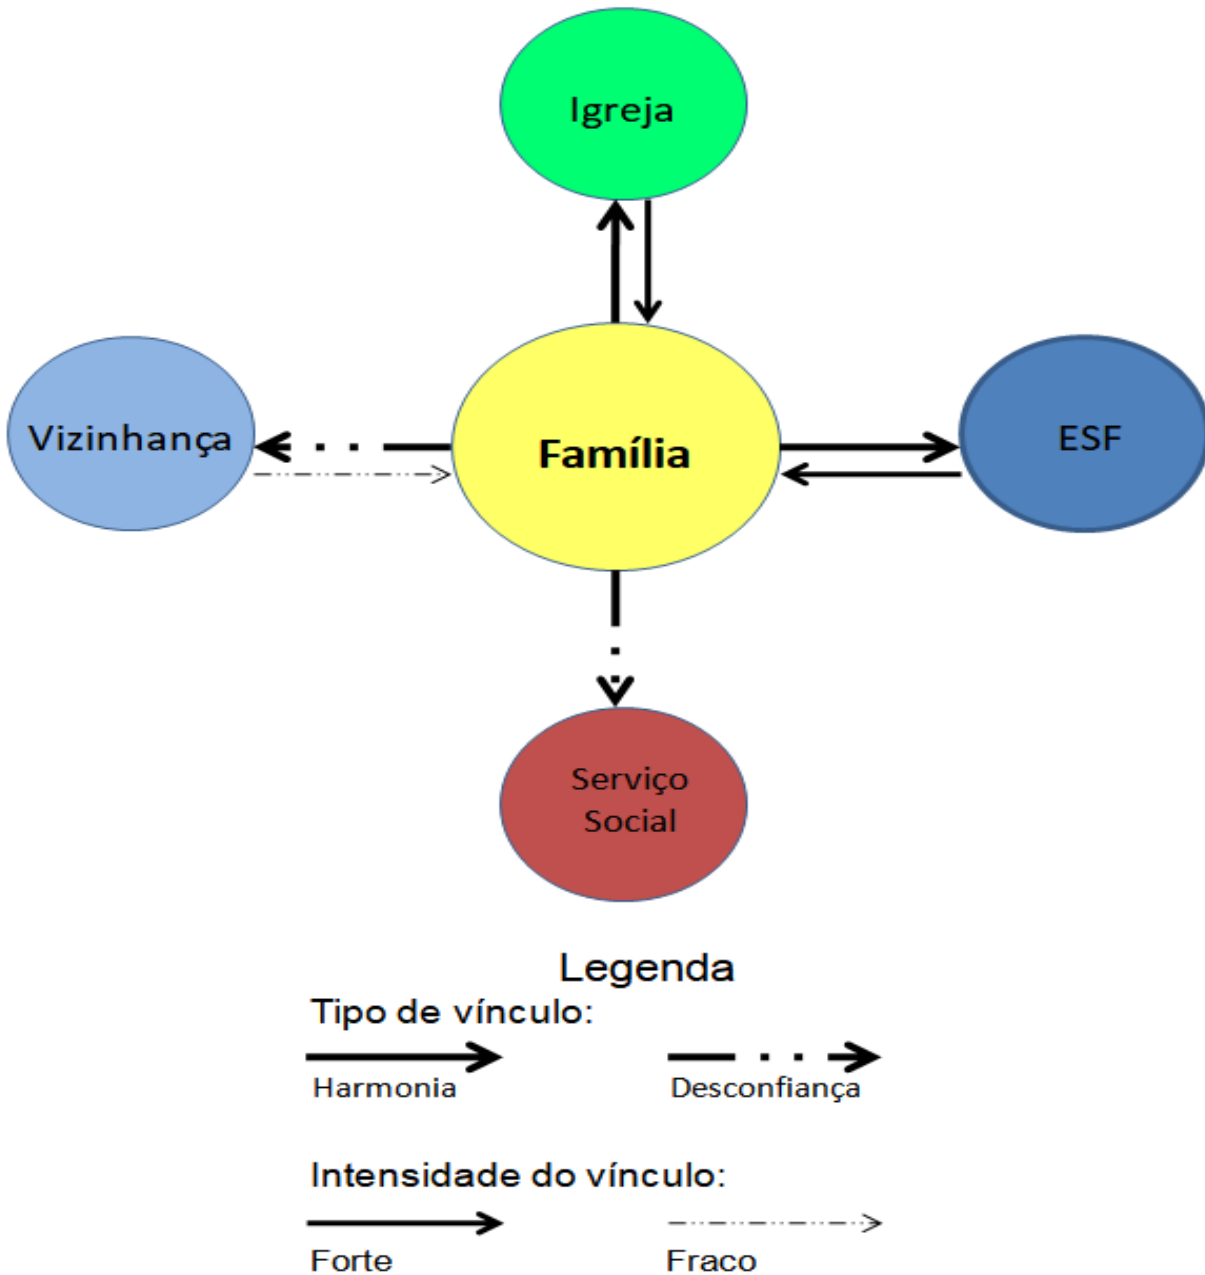 Igreja
Vizinhança
Família
ESF
Serviço
Social
Legenda
Tipo de vínculo:
Harmonia
Desconfiança
Intensidade do vínculo:
Forte
Fraco